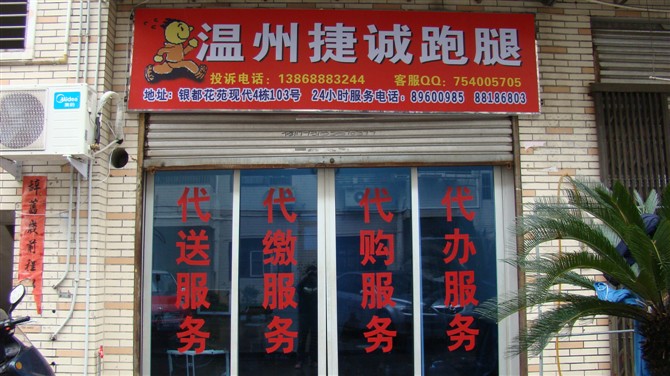 温州捷诚跑腿
投诉电话：13868883244 客服QQ：754005705
地址：银都花苑现代4栋103号 24小时服务电话：89600985 88186803
Midea
美的
代送服务
代缴服务
代购服务
代办服务